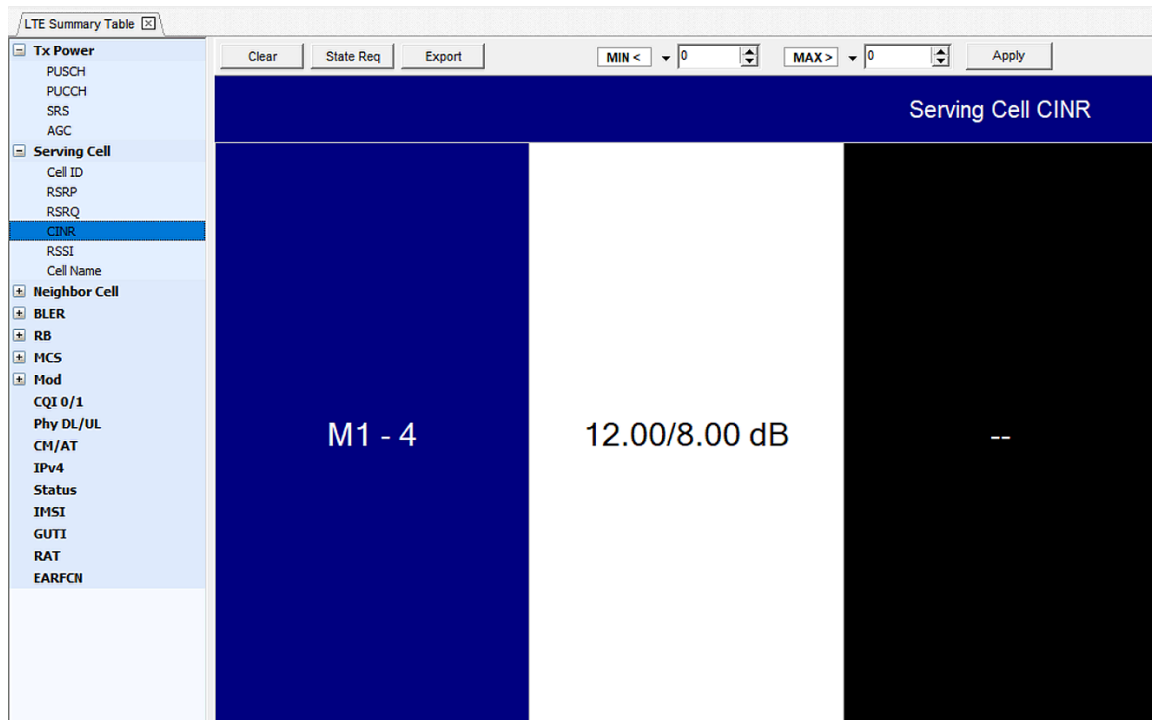 LTE Summary Table
Tx Power
PUSCH
PUCCH
SRS
AGC
Serving Cell
Cell ID
RSRP
RSRQ
CINR
RSSI
Cell Name
Neighbor Cell
BLER
RB
MCS
Mod
CQI 0/1
Phy DL/UL
CM/AT
IPv4
Status
IMSI
GUTI
RAT
EARFCN
Clear State Req Export MIN < 0 MAX > 0 Apply
Serving Cell CINR
M1 - 4 12.00/8.00 dB --